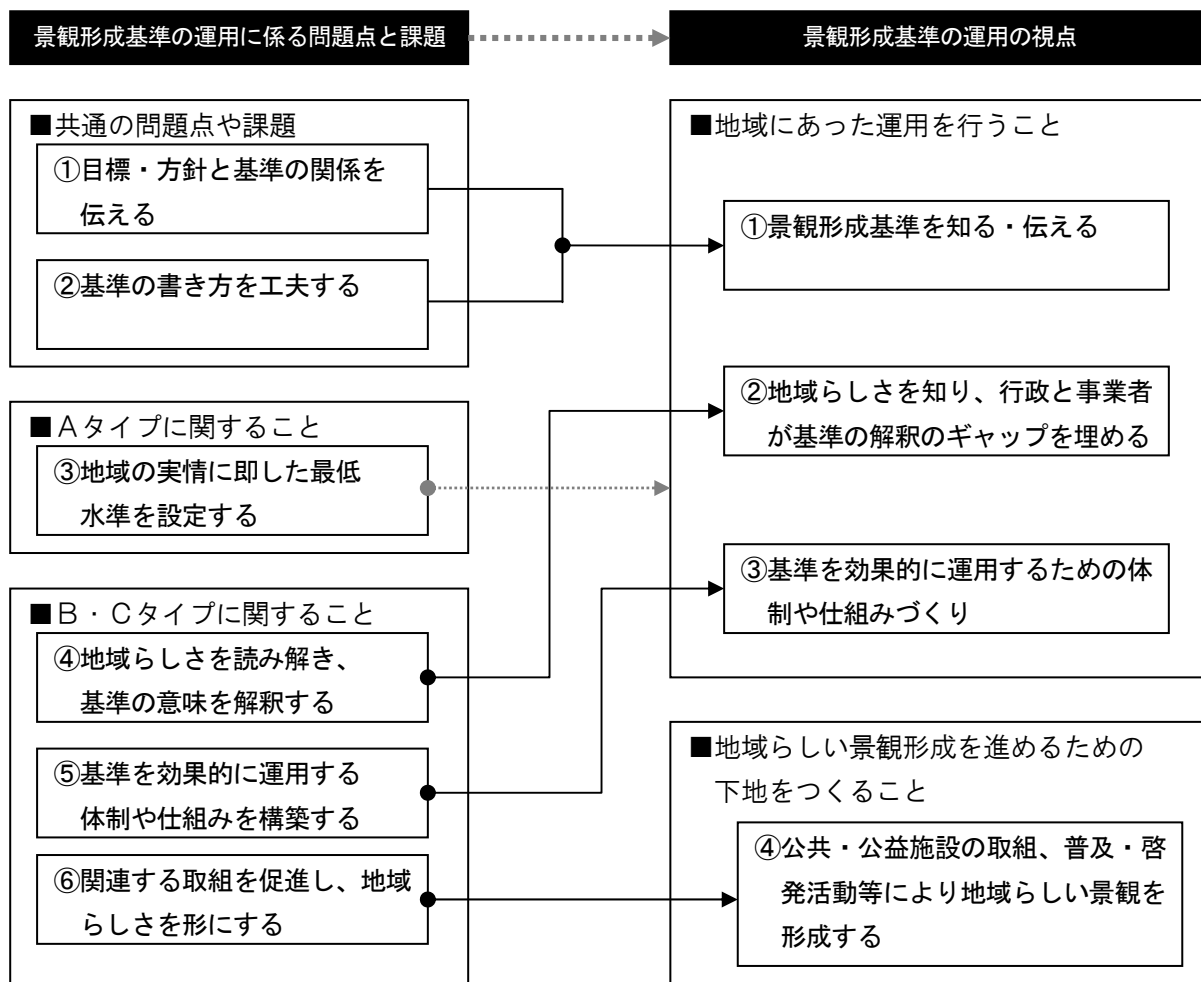 景観形成基準の運用に係る問題点と課題
景観形成基準の運用の視点
■共通の問題点や課題
①目標・方針と基準の関係を
伝える
②基準の書き方を工夫する
■Aタイプに関すること
③地域の実情に即した最低
水準を設定する
■B・Cタイプに関すること
④地域らしさを読み解き、
基準の意味を解釈する
⑤基準を効果的に運用する
体制や仕組みを構築する
⑥関連する取組を促進し、地域
らしさを形にする
■地域にあった運用を行うこと
①景観形成基準を知る・伝える
②地域らしさを知り、行政と事業者
が基準の解釈のギャップを埋める
③基準を効果的に運用するための体
制や仕組みづくり
■地域らしい景観形成を進めるための
下地をつくること
④公共・公益施設の取組、普及・啓
発活動等により地域らしい景観を
形成する